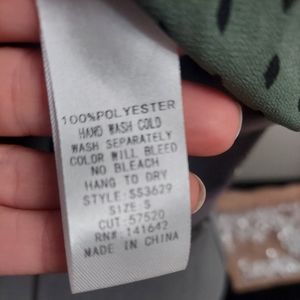 100%POLYESTER
HAND WASH COLD
WASH SEPARATELY
COLOR WILL BLEED
NO BLEACH
HANG TO DRY
STYLE: SS3629
SIZE: S
CUT: 57520
RN#: 141642
MADE IN CHINA